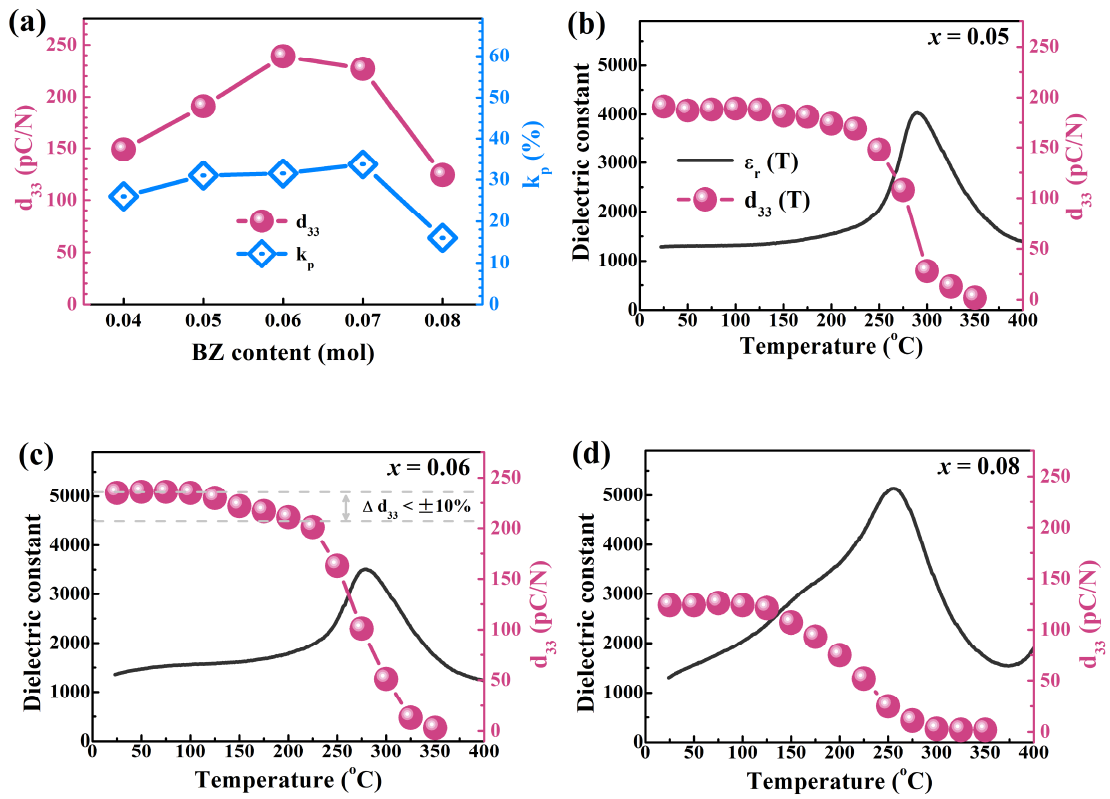 (a)
250
200
150
100
50
0
d33 (pC/N)
60
50
40
30
20
10
0
kp (%)
d33
kp
0.04 0.05 0.06 0.07 0.08
BZ content (mol)
(b)
x = 0.05
5000
4000
3000
2000
1000
0
Dielectric constant
250
200
150
100
50
0
d33 (pC/N)
εr (T)
d33 (T)
0 50 100 150 200 250 300 350 400
Temperature (oC)
(c)
x = 0.06
5000
4000
3000
2000
1000
0
Dielectric constant
250
200
150
100
50
0
d33 (pC/N)
Δ d33 < ±10%
0 50 100 150 200 250 300 350 400
Temperature (oC)
(d)
x = 0.08
5000
4000
3000
2000
1000
0
Dielectric constant
250
200
150
100
50
0
d33 (pC/N)
0 50 100 150 200 250 300 350 400
Temperature (oC)